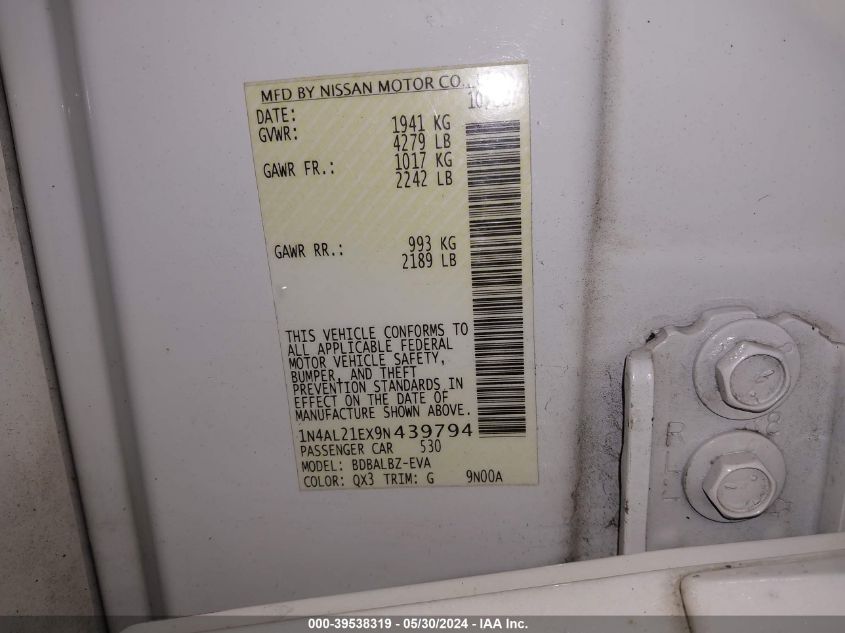 MFD BY NISSAN MOTOR CO.,
DATE:
GVWR: 1941 KG
4279 LB
GAWR FR.: 1017 KG
2242 LB
GAWR RR.: 993 KG
2189 LB
THIS VEHICLE CONFORMS TO
ALL APPLICABLE FEDERAL
MOTOR VEHICLE SAFETY,
BUMPER, AND THEFT
PREVENTION STANDARDS IN
EFFECT ON THE DATE OF
MANUFACTURE SHOWN ABOVE.
1N4AL21EX9N439794
PASSENGER CAR 530
MODEL: BDBALBZ-EVA
COLOR: QX3 TRIM: G 9N00A
000-39538319 - 05/30/2024 - IAA Inc.